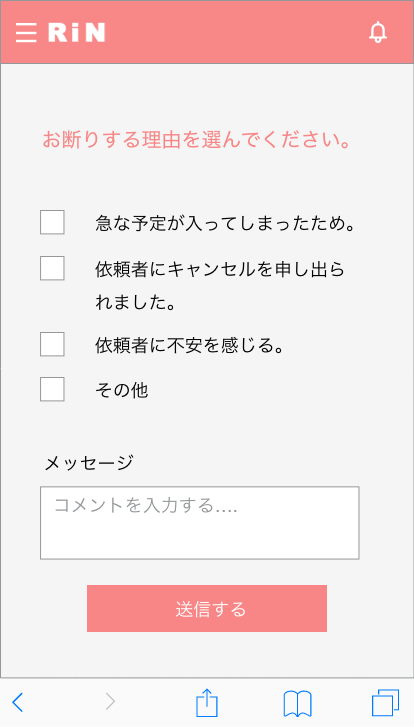 RiN
お断りする理由を選んでください。
急な予定が入ってしまったため。
依頼者にキャンセルを申し出ら
れました。
依頼者に不安を感じる。
その他
メッセージ
コメントを入力する....
送信する